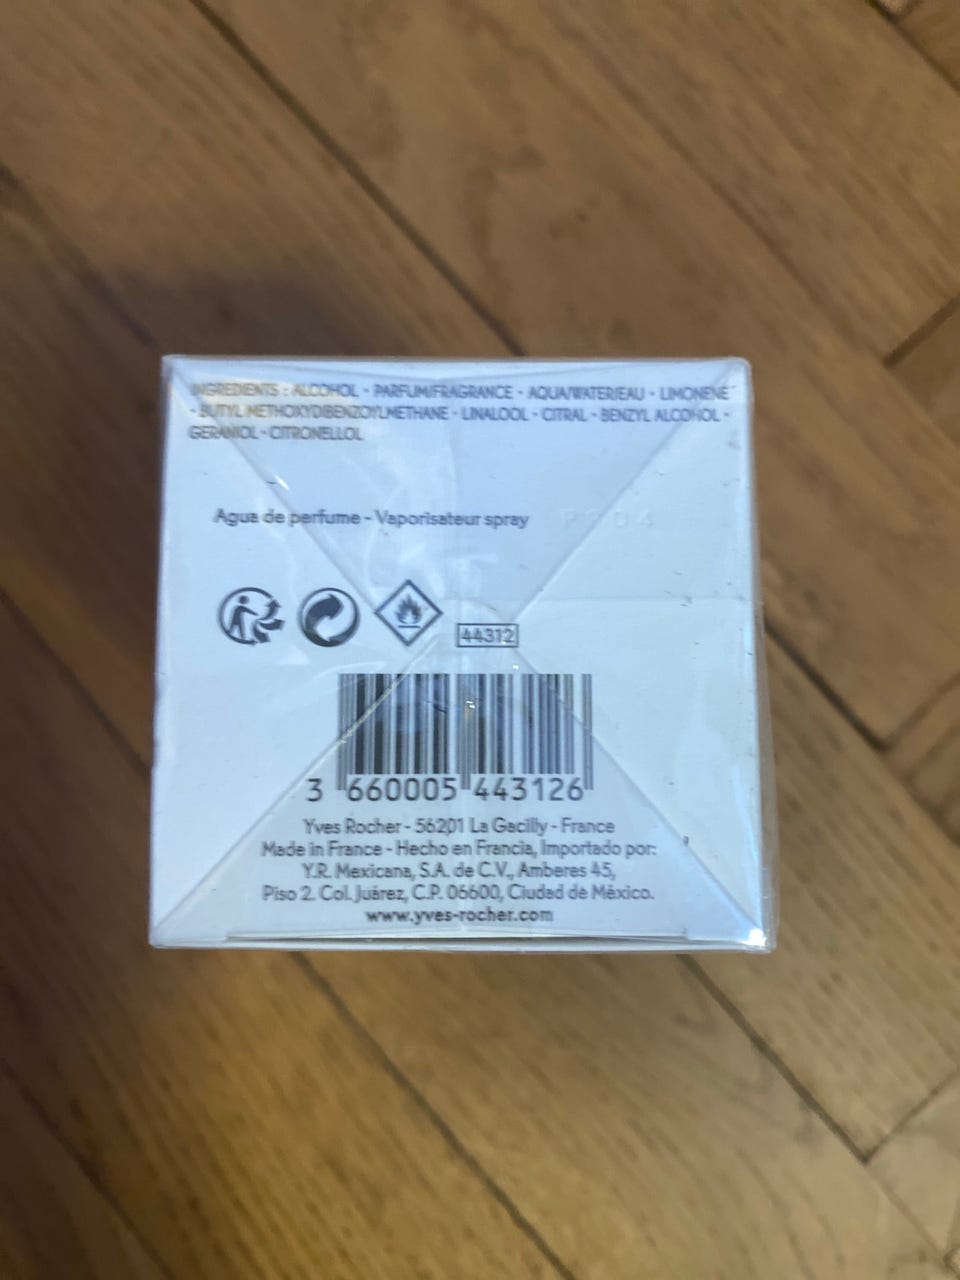 INGREDIENTS : ALCOHOL • PARFUM/FRAGRANCE • AQUA/WATER/EAU • LIMONENE
• BUTYL METHOXYDIBENZOYLMETHANE • LINALOOL • CITRAL • BENZYL ALCOHOL •
GERANIOL • CITRONELLOL
Agua de perfume - Vaporisateur spray
44312
3 660005 443126
Yves Rocher - 56201 La Gacilly - France
Made in France - Hecho en Francia, Importado por:
Y.R. Mexicana, S.A. de C.V., Amberes 45,
Piso 2. Col. Juárez, C.P. 06600, Ciudad de México.
www.yves-rocher.com